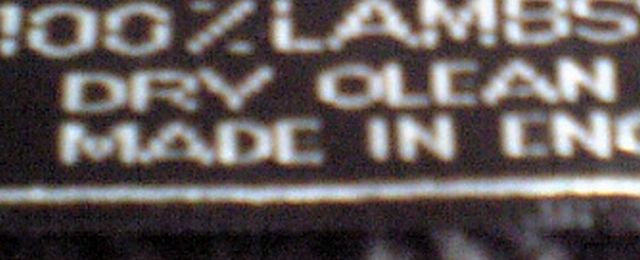 100% LAMBS
DRY CLEAN
MADE IN ENG